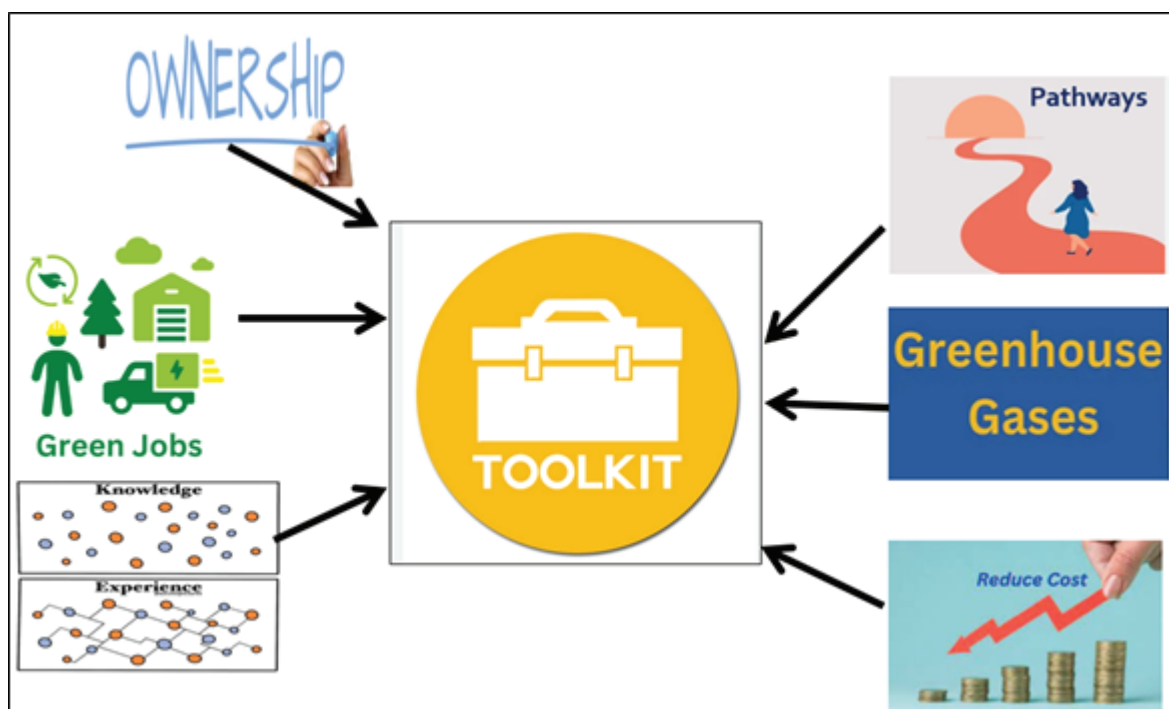 OWNERSHIP
Pathways
Green Jobs
TOOLKIT
Greenhouse
Gases
Knowledge
Experience
Reduce Cost